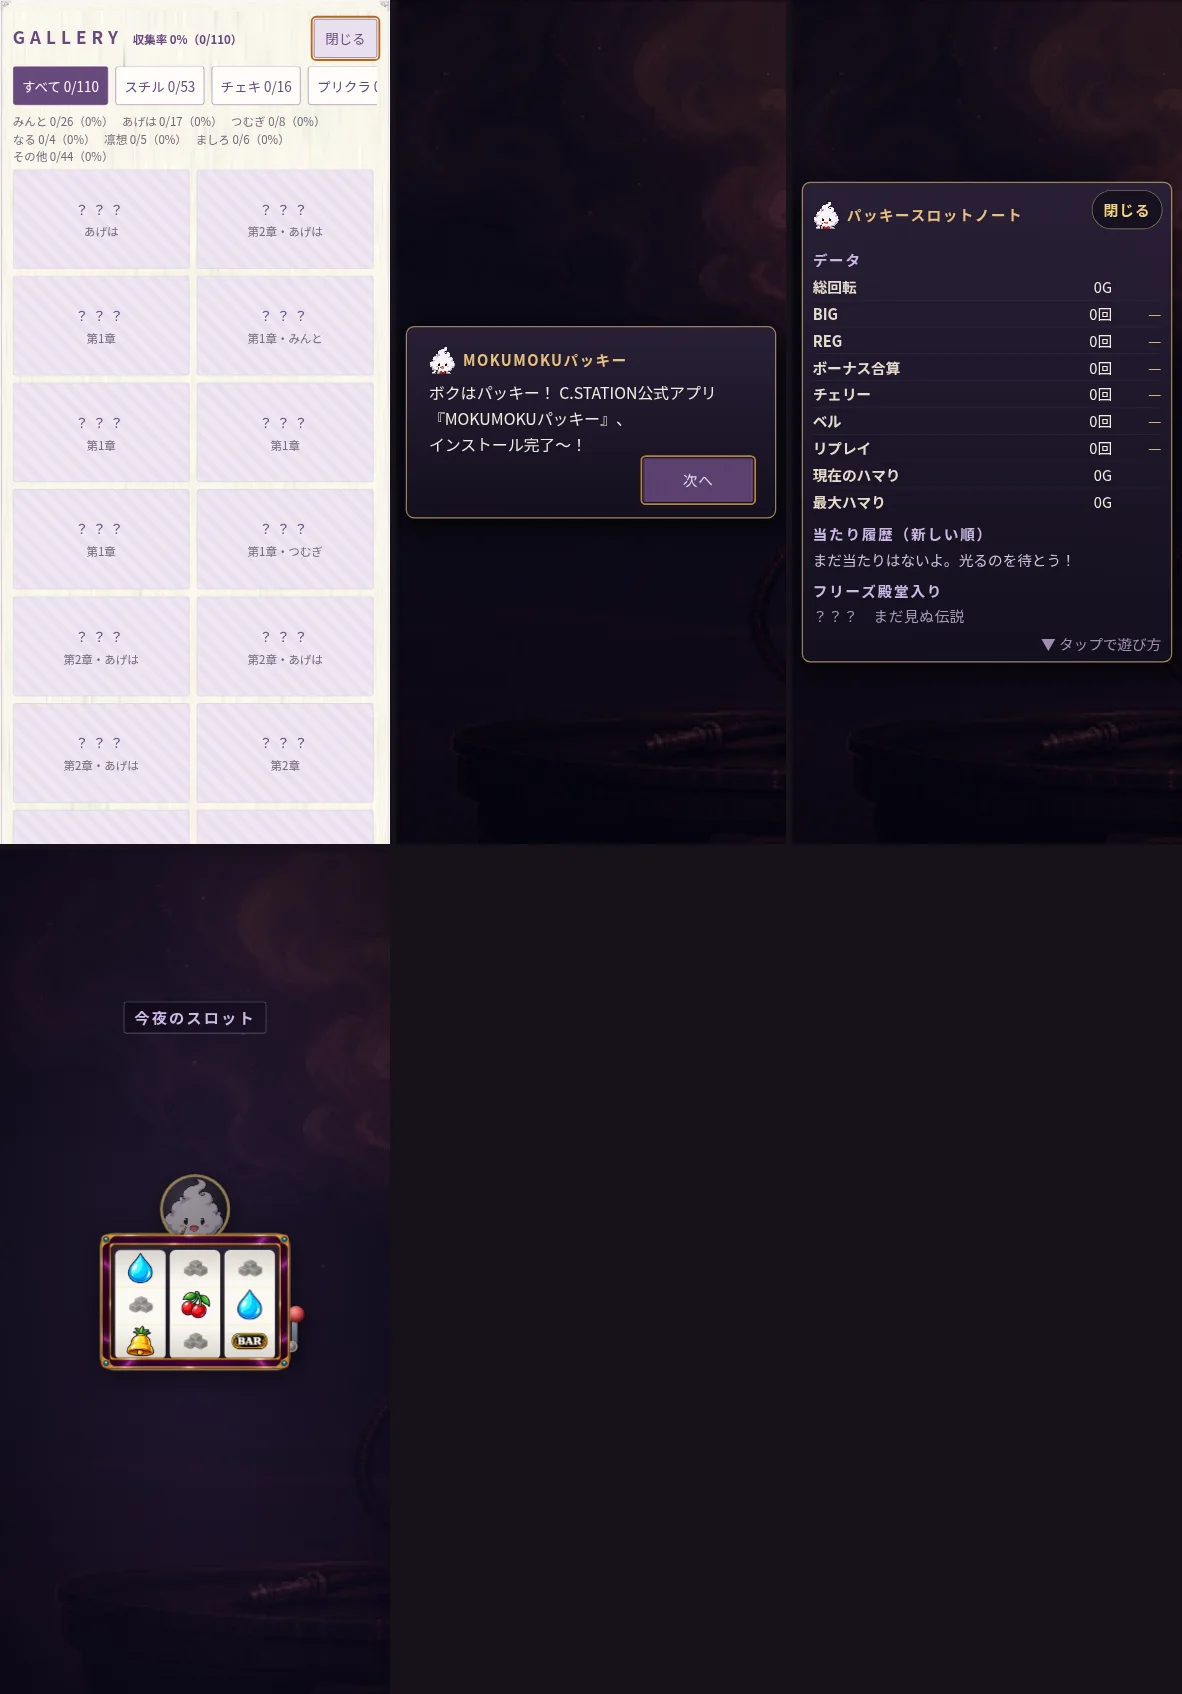 GALLERY 収集率 0%（0/110）
閉じる
すべて 0/110 スチル 0/53 チェキ 0/16 プリクラ
みんと 0/26（0%） あげは 0/17（0%） つむぎ 0/8（0%）
なる 0/4（0%） 凛想 0/5（0%） ましろ 0/6（0%）
その他 0/44（0%）
？？？ ？？？
あげは 第2章・あげは
？？？ ？？？
第1章 第1章・みんと
？？？ ？？？
第1章 第1章
？？？ ？？？
第1章 第1章・つむぎ
？？？ ？？？
第2章・あげは 第2章・あげは
？？？ ？？？
第2章・あげは 第2章
MOKUMOKUパッキー
ボクはパッキー！ C.STATION公式アプリ
『MOKUMOKUパッキー』、
インストール完了〜！
次へ
パッキースロットノート
閉じる
データ
総回転 0G
BIG 0回 —
REG 0回 —
ボーナス合算 0回 —
チェリー 0回 —
ベル 0回 —
リプレイ 0回 —
現在のハマり 0G
最大ハマり 0G
当たり履歴（新しい順）
まだ当たりはないよ。光るのを待とう！
フリーズ殿堂入り
？？？ まだ見ぬ伝説
▼ タップで遊び方
今夜のスロット
BAR